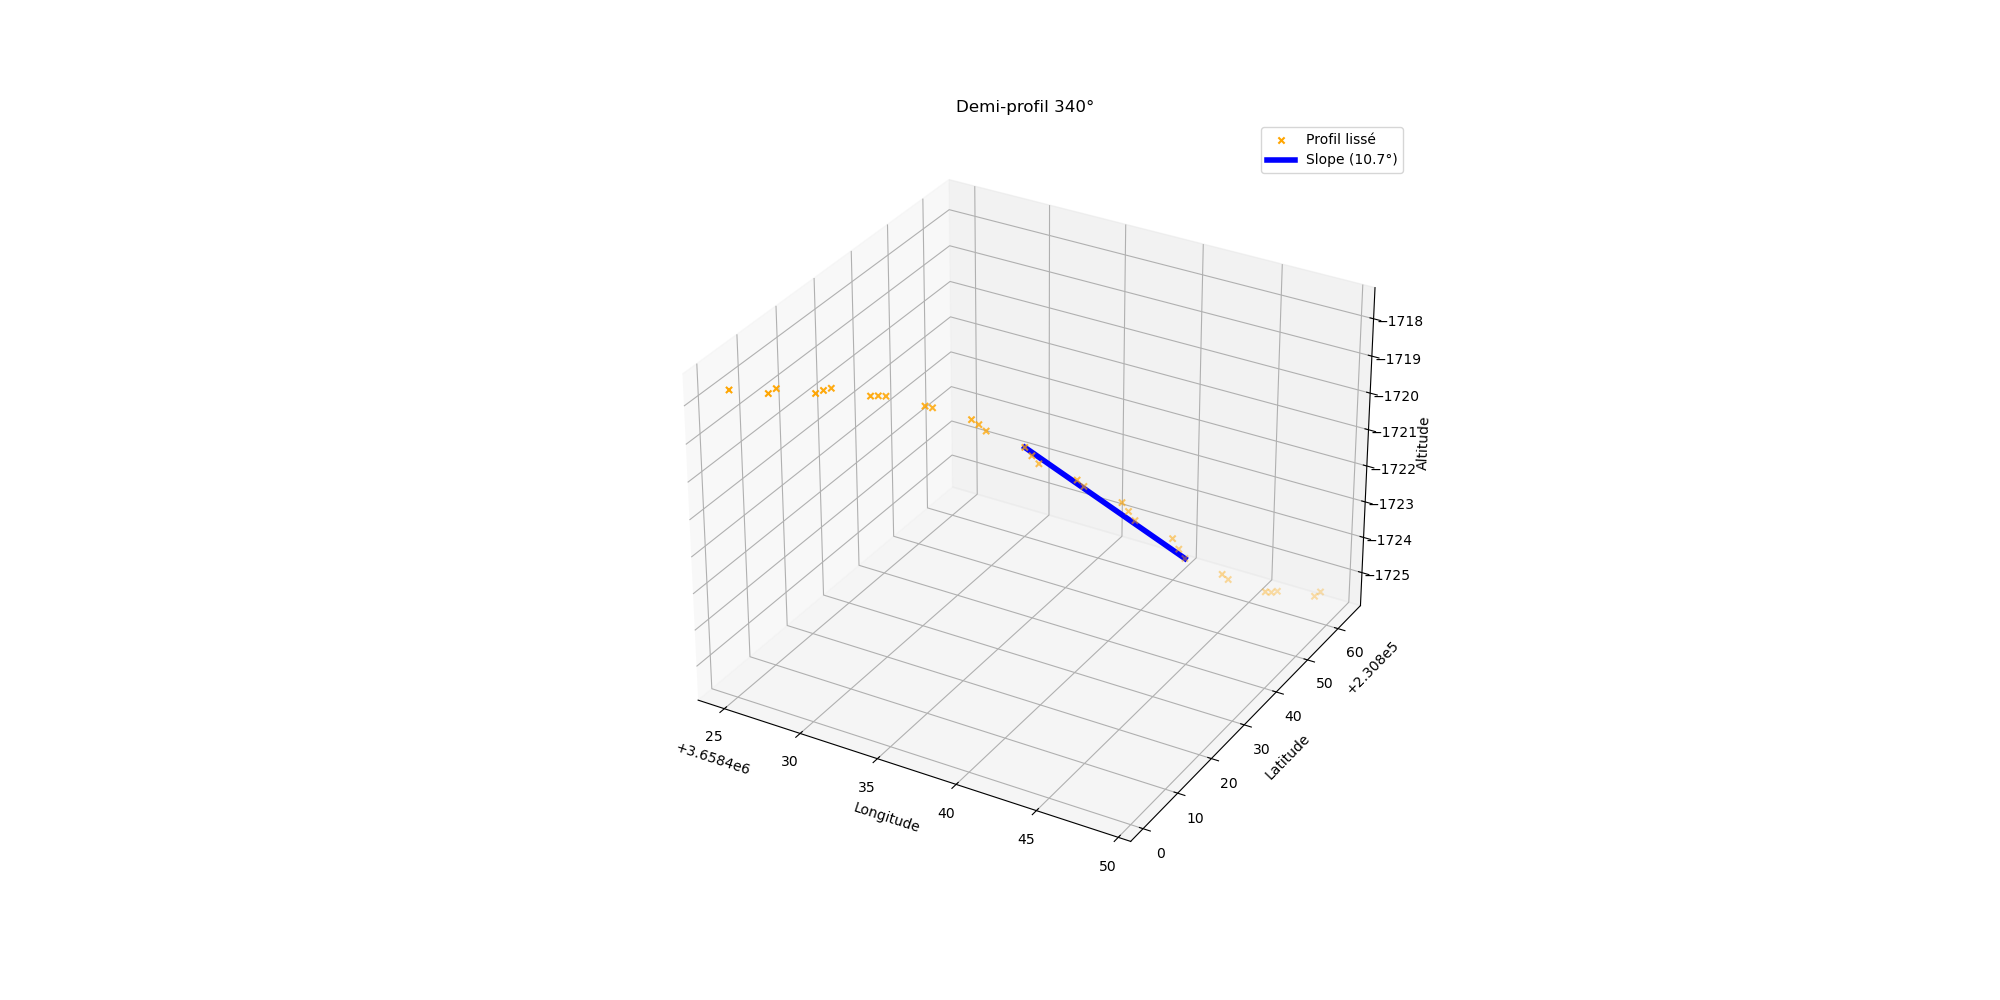 Demi-profil 340°
Profil lissé
Slope (10.7°)
−1718
−1719
−1720
−1721
−1722
−1723
−1724
−1725
Altitude
60
50
40
30
20
10
0
+2.308e5
Latitude
25
30
35
40
45
50
+3.6584e6
Longitude